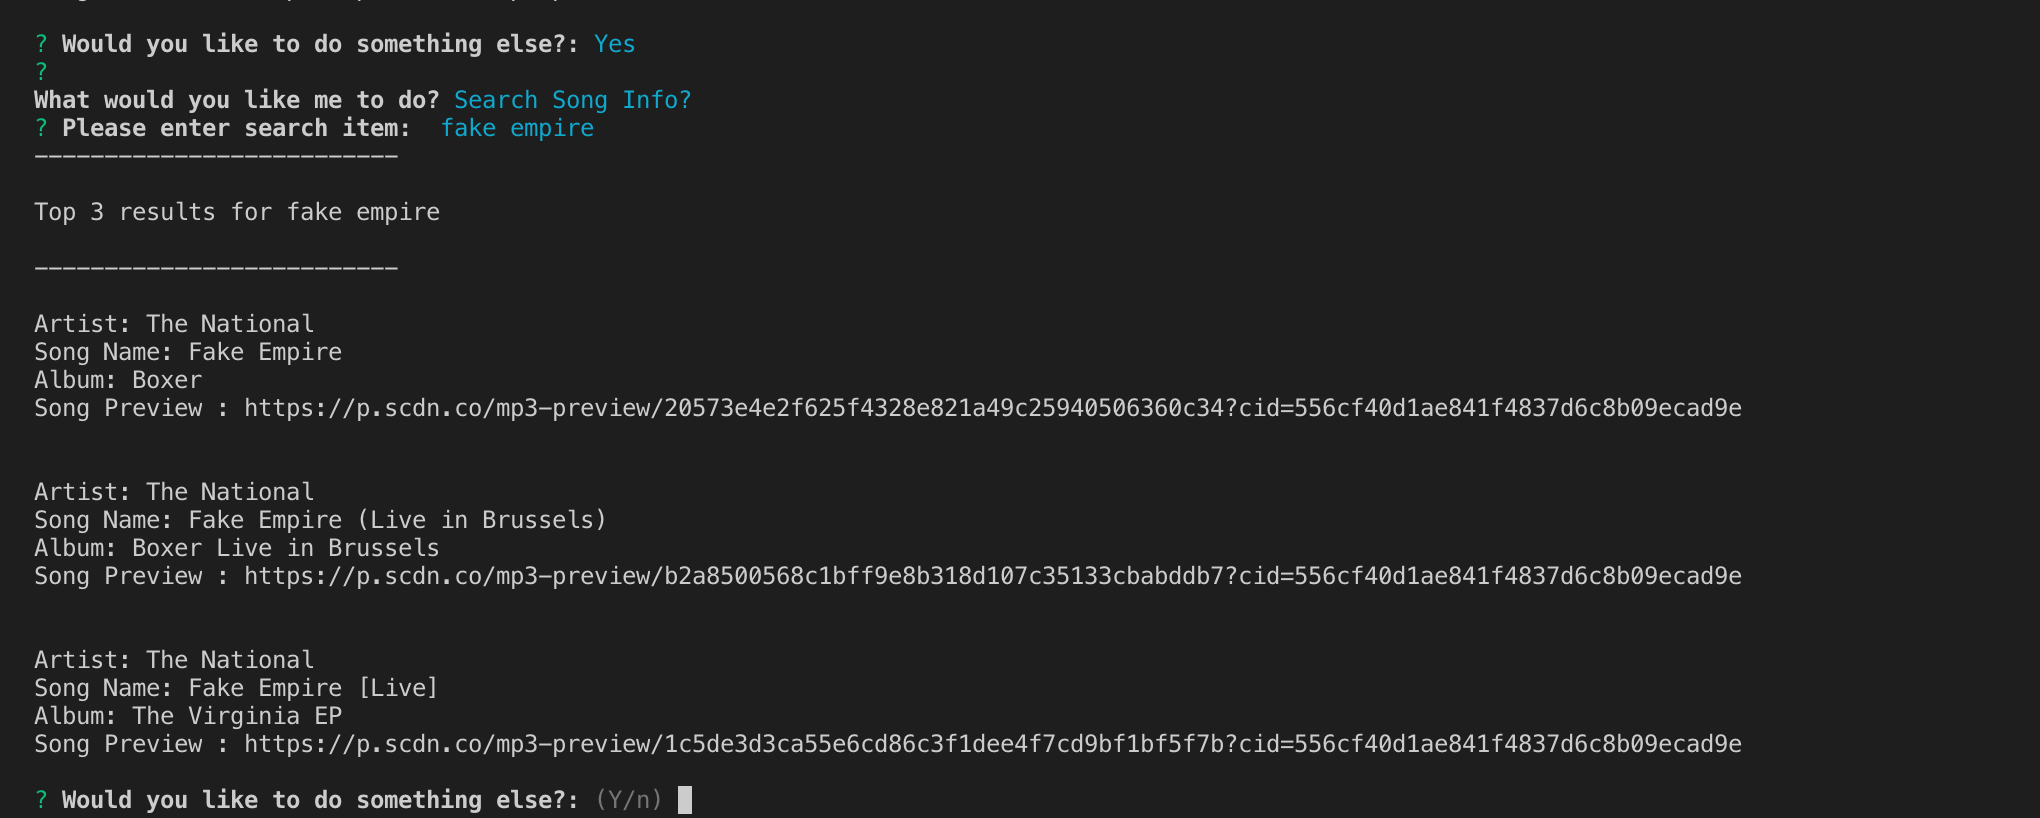 ? Would you like to do something else?: Yes
?
What would you like me to do? Search Song Info?
? Please enter search item:  fake empire
--------------------------

Top 3 results for fake empire

--------------------------

Artist: The National
Song Name: Fake Empire
Album: Boxer
Song Preview : https://p.scdn.co/mp3-preview/20573e4e2f625f4328e821a49c25940506360c34?cid=556cf40d1ae841f4837d6c8b09ecad9e

Artist: The National
Song Name: Fake Empire (Live in Brussels)
Album: Boxer Live in Brussels
Song Preview : https://p.scdn.co/mp3-preview/b2a8500568c1bff9e8b318d107c35133cbabddb7?cid=556cf40d1ae841f4837d6c8b09ecad9e

Artist: The National
Song Name: Fake Empire [Live]
Album: The Virginia EP
Song Preview : https://p.scdn.co/mp3-preview/1c5de3d3ca55e6cd86c3f1dee4f7cd9bf1bf5f7b?cid=556cf40d1ae841f4837d6c8b09ecad9e

? Would you like to do something else?: (Y/n)